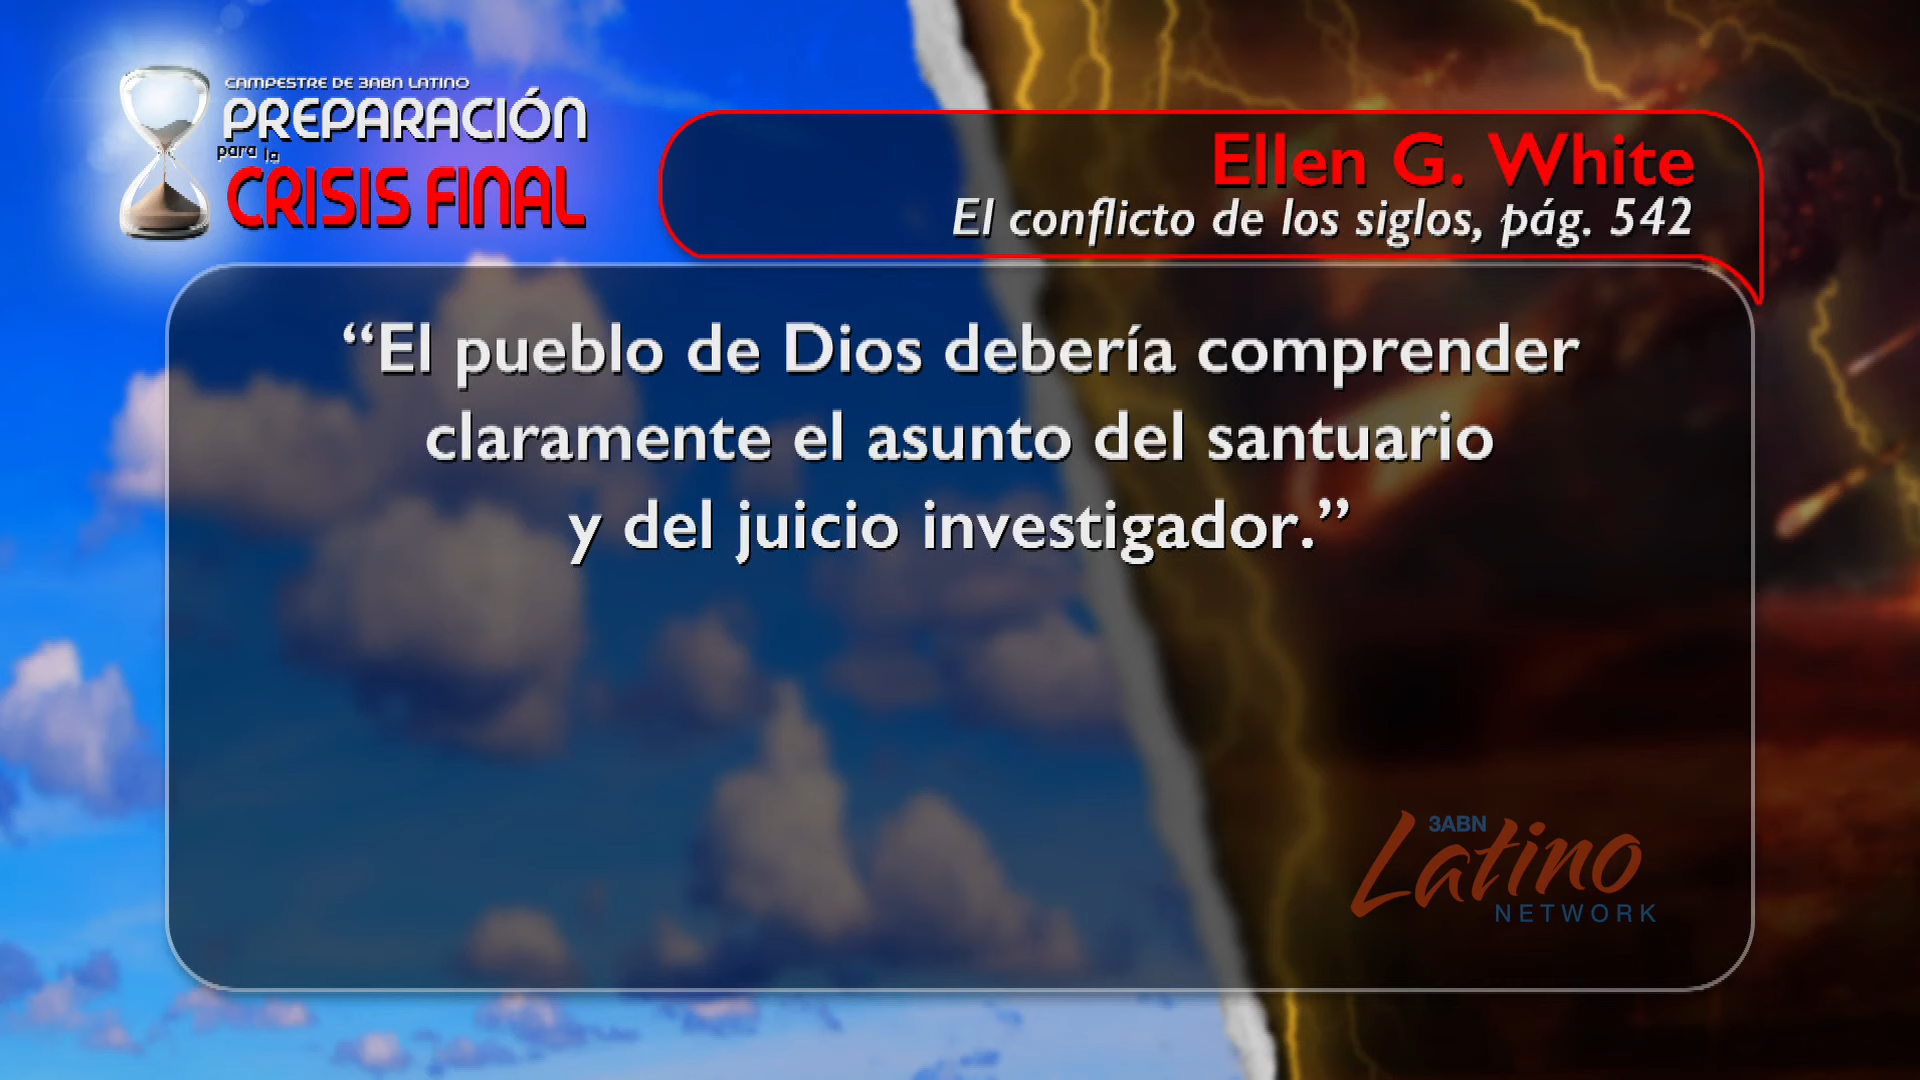 CAMPESTRE DE 3ABN LATINO
PREPARACIÓN
para la
CRISIS FINAL
Ellen G. White
El conflicto de los siglos, pág. 542
“El pueblo de Dios debería comprender
claramente el asunto del santuario
y del juicio investigador.”
3ABN
Latino
NETWORK